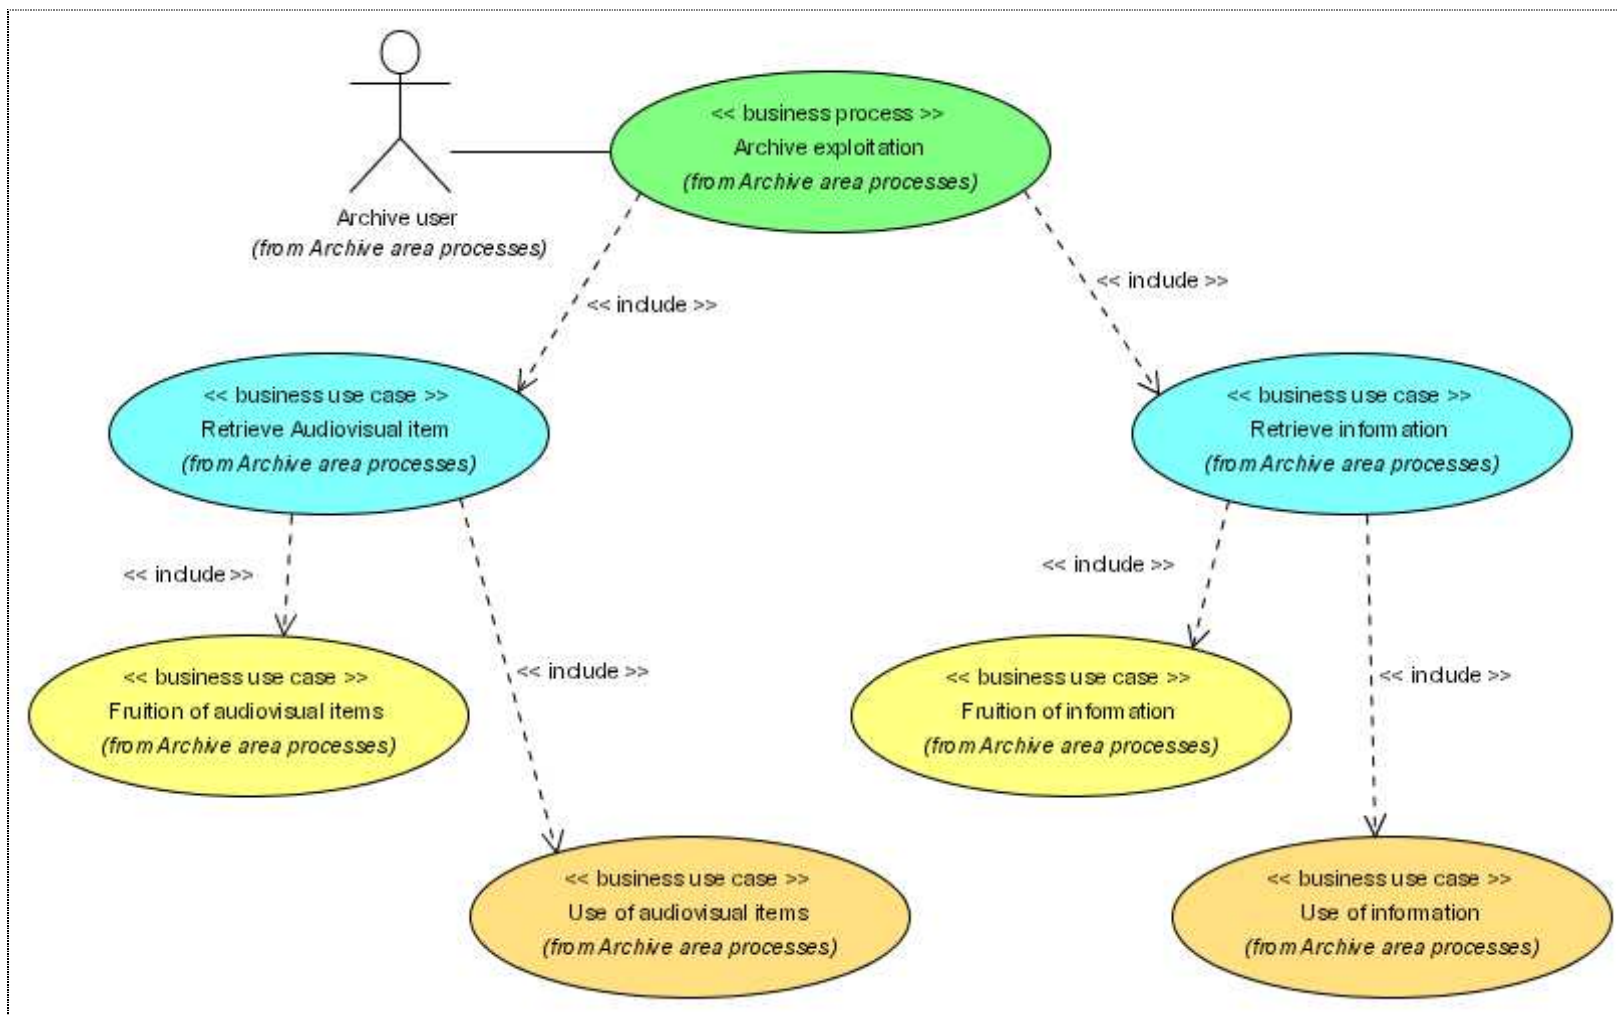 << business process >>
Archive exploitation
(from Archive area processes)
Archive user
(from Archive area processes)
<< include >>
<< include >>
<< business use case >>
Retrieve Audiovisual item
(from Archive area processes)
<< business use case >>
Retrieve information
(from Archive area processes)
<< include >>
<< include >>
<< business use case >>
Fruition of audiovisual items
(from Archive area processes)
<< include >>
<< business use case >>
Fruition of information
(from Archive area processes)
<< include >>
<< business use case >>
Use of audiovisual items
(from Archive area processes)
<< business use case >>
Use of information
(from Archive area processes)